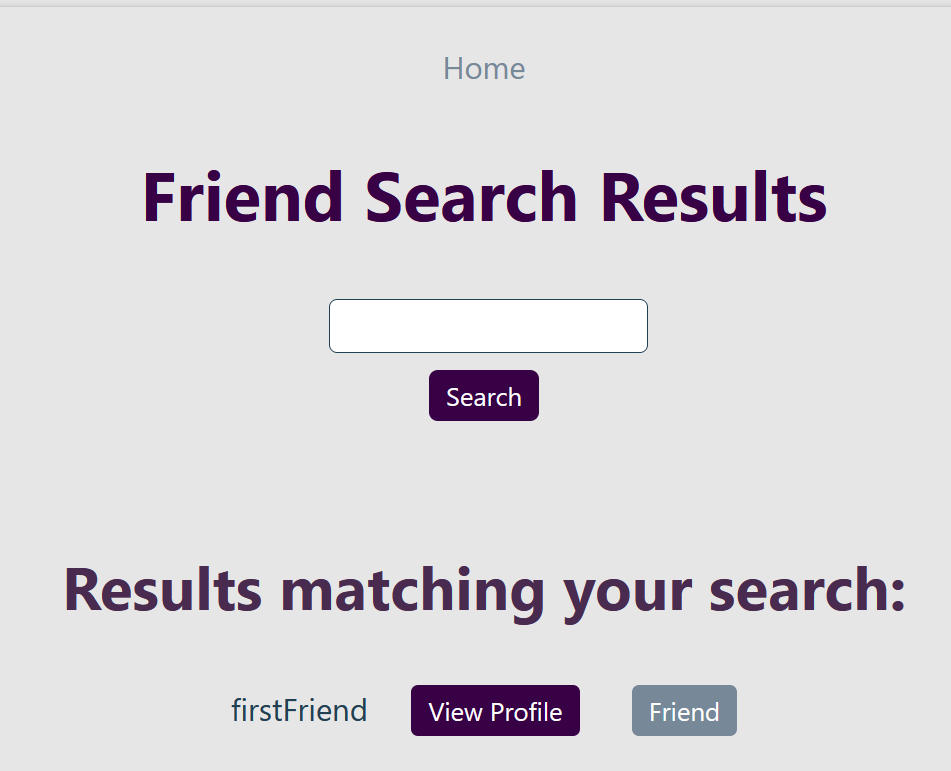 Home
Friend Search Results
Search
Results matching your search:
firstFriend View Profile Friend